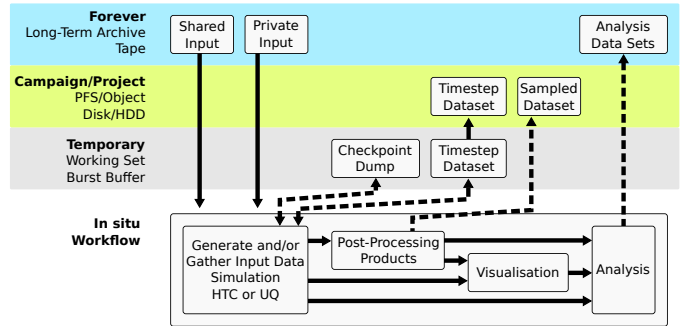 Forever
Long-Term Archive
Tape
Shared
Input
Private
Input
Analysis
Data Sets
Campaign/Project
PFS/Object
Disk/HDD
Timestep
Dataset
Sampled
Dataset
Temporary
Working Set
Burst Buffer
Checkpoint
Dump
Timestep
Dataset
In situ
Workflow
Generate and/or
Gather Input Data
Simulation
HTC or UQ
Post-Processing
Products
Visualisation
Analysis